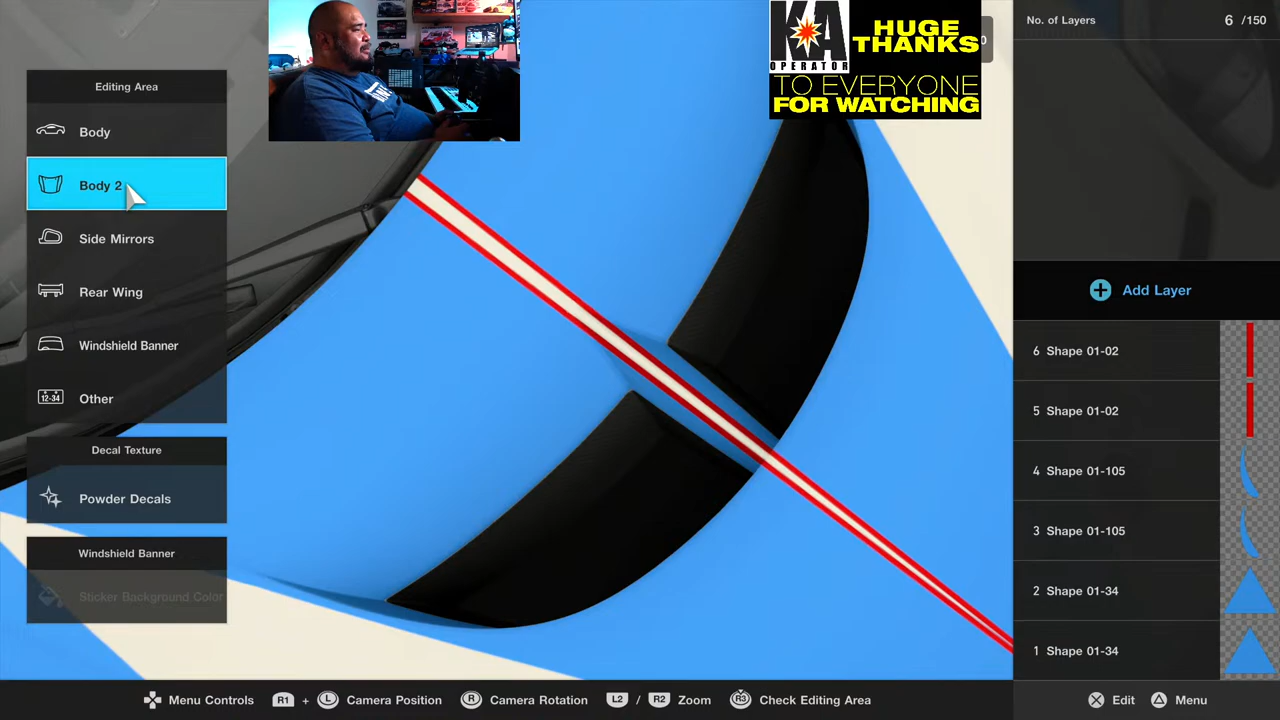 No. of Layers 6 /150
KA
OPERATOR
HUGE
THANKS
TO EVERYONE
FOR WATCHING
Editing Area
Body
Body 2
Side Mirrors
Rear Wing
Windshield Banner
12-34 Other
Decal Texture
Powder Decals
Windshield Banner
Sticker Background Color
Add Layer
6 Shape 01-02
5 Shape 01-02
4 Shape 01-105
3 Shape 01-105
2 Shape 01-34
1 Shape 01-34
Menu Controls R1 + L Camera Position R Camera Rotation L2 / R2 Zoom R3 Check Editing Area Edit Menu